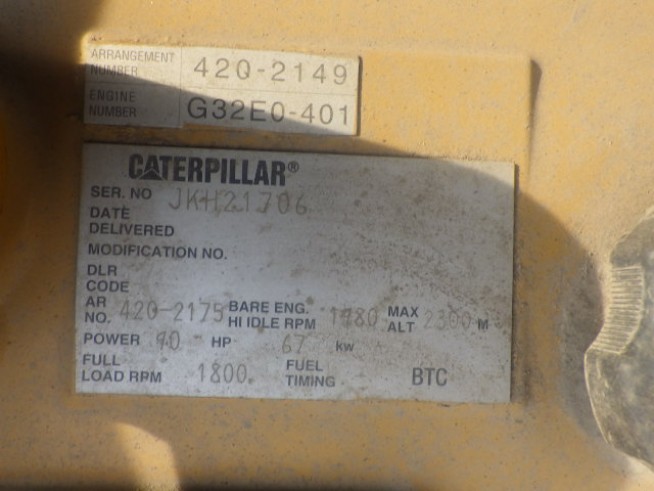 ARRANGEMENT NUMBER 420-2149
ENGINE NUMBER G32E0-401
CATERPILLAR®
SER. NO JKH21706
DATE DELIVERED
MODIFICATION NO.
DLR CODE
AR NO. 420-2175 BARE ENG. HI IDLE RPM 1980 MAX ALT 2300 M
POWER 90 HP 67 KW
FULL LOAD RPM 1800. FUEL TIMING BTC